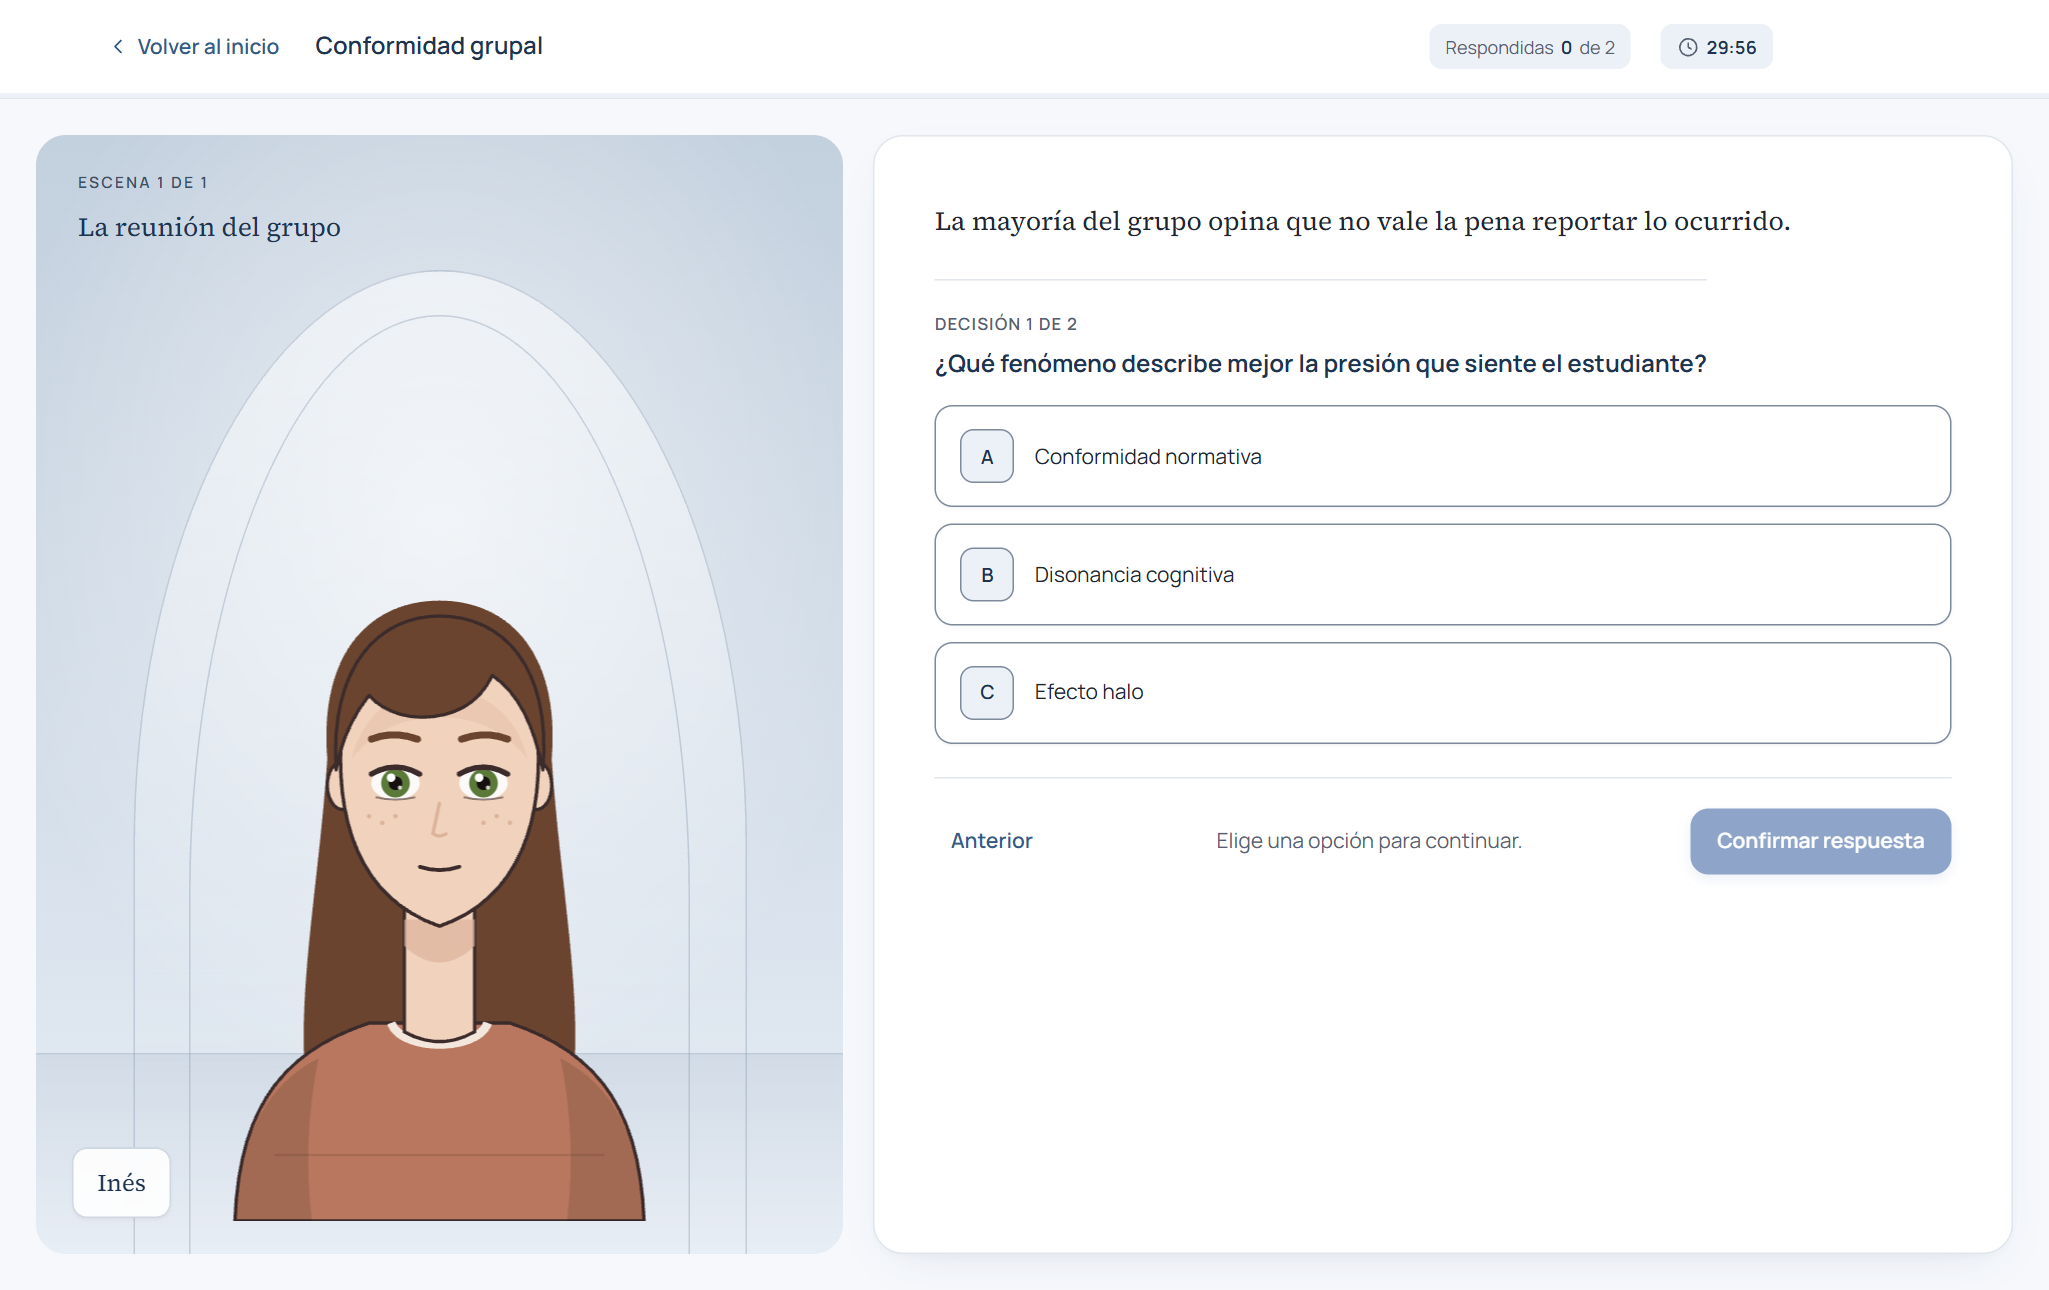 Volver al inicio
Conformidad grupal
Respondidas 0 de 2
29:56
ESCENA 1 DE 1
La reunión del grupo
Inés
La mayoría del grupo opina que no vale la pena reportar lo ocurrido.
DECISIÓN 1 DE 2
¿Qué fenómeno describe mejor la presión que siente el estudiante?
A Conformidad normativa
B Disonancia cognitiva
C Efecto halo
Anterior
Elige una opción para continuar.
Confirmar respuesta